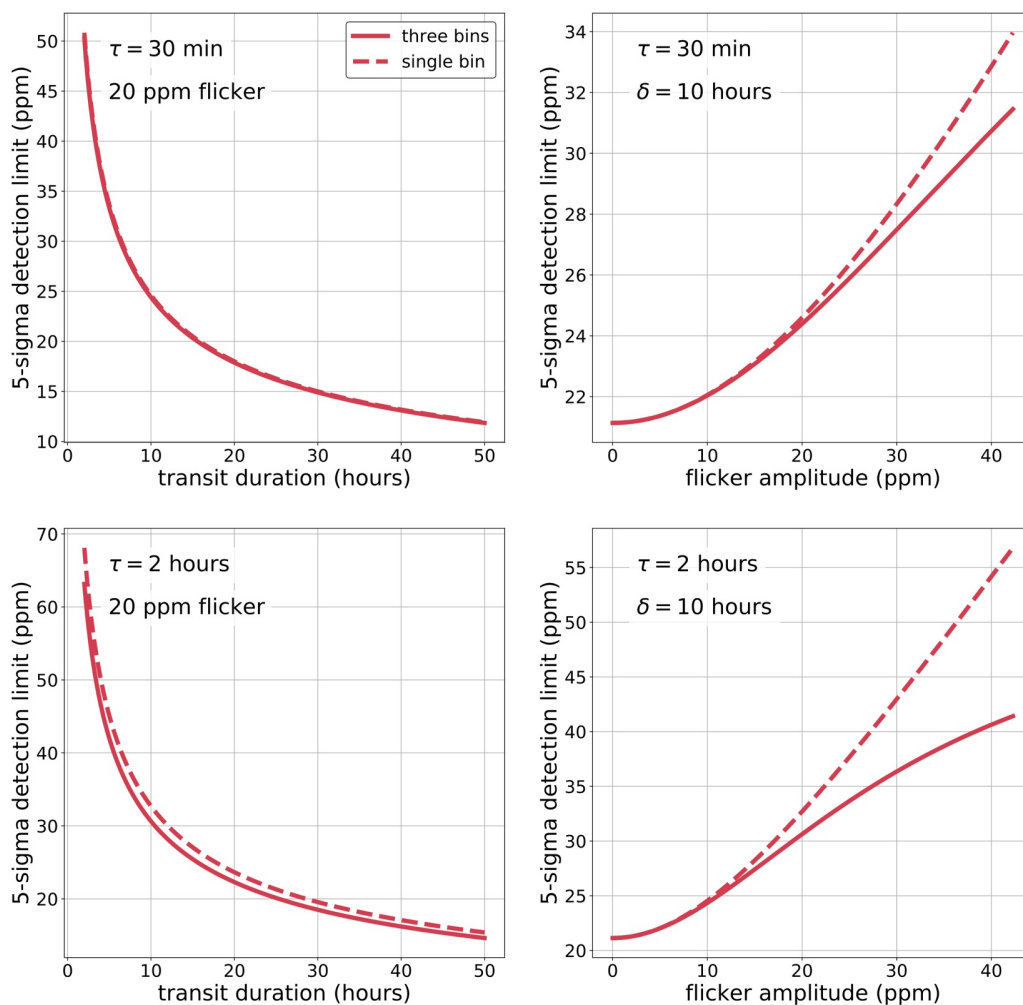 τ = 30 min
20 ppm flicker
three bins
single bin
5-sigma detection limit (ppm)
50
45
40
35
30
25
20
15
10
0 10 20 30 40 50
transit duration (hours)
τ = 30 min
δ = 10 hours
5-sigma detection limit (ppm)
34
32
30
28
26
24
22
0 10 20 30 40
flicker amplitude (ppm)
τ = 2 hours
20 ppm flicker
5-sigma detection limit (ppm)
70
60
50
40
30
20
0 10 20 30 40 50
transit duration (hours)
τ = 2 hours
δ = 10 hours
5-sigma detection limit (ppm)
55
50
45
40
35
30
25
20
0 10 20 30 40
flicker amplitude (ppm)